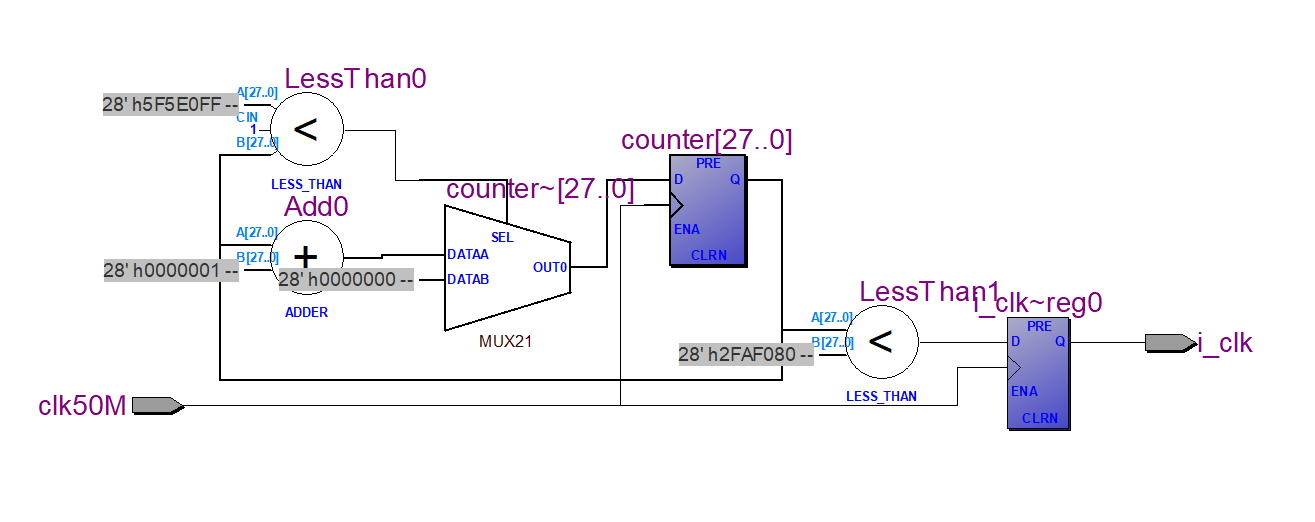 LessThan0
A[27..0]
28' h5F5E0FF --
CIN
1
B[27..0]
<
LESS_THAN
Add0
A[27..0]
B[27..0]
28' h0000001 --
+
ADDER
counter~[27..0]
SEL
DATAA
28' h0000000 --
DATAB
OUT0
MUX21
counter[27..0]
PRE
D
Q
ENA
CLRN
LessThan1
A[27..0]
B[27..0]
28' h2FAF080 --
<
LESS_THAN
i_clk~reg0
PRE
D
Q
ENA
CLRN
i_clk
clk50M